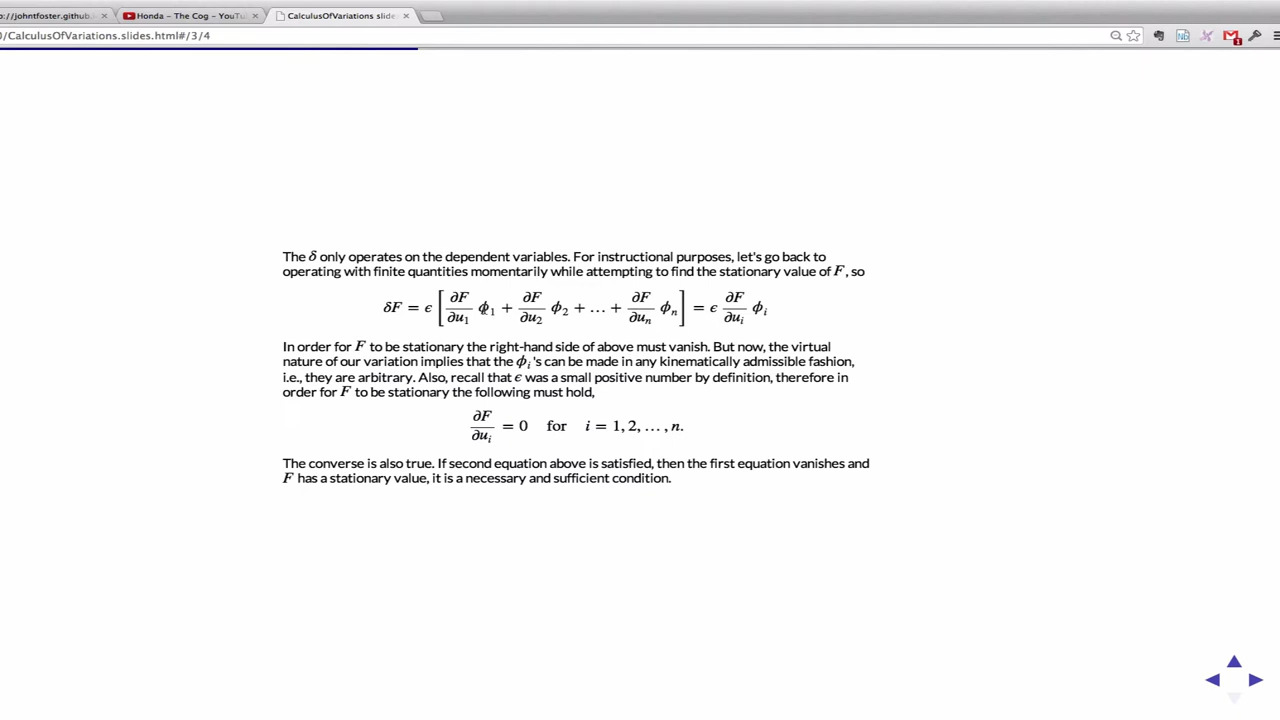 p://johntfoster.github.
Honda – The Cog – YouTu
CalculusOfVariations slide
0/CalculusOfVariations.slides.html#/3/4
The δ only operates on the dependent variables. For instructional purposes, let's go back to
operating with finite quantities momentarily while attempting to find the stationary value of F, so
δF = ϵ [ ∂F/∂u₁ ϕ₁ + ∂F/∂u₂ ϕ₂ + … + ∂F/∂uₙ ϕₙ ] = ϵ ∂F/∂uᵢ ϕᵢ
In order for F to be stationary the right-hand side of above must vanish. But now, the virtual
nature of our variation implies that the ϕᵢ 's can be made in any kinematically admissible fashion,
i.e., they are arbitrary. Also, recall that ϵ was a small positive number by definition, therefore in
order for F to be stationary the following must hold,
∂F/∂uᵢ = 0 for i = 1, 2, … , n.
The converse is also true. If second equation above is satisfied, then the first equation vanishes and
F has a stationary value, it is a necessary and sufficient condition.